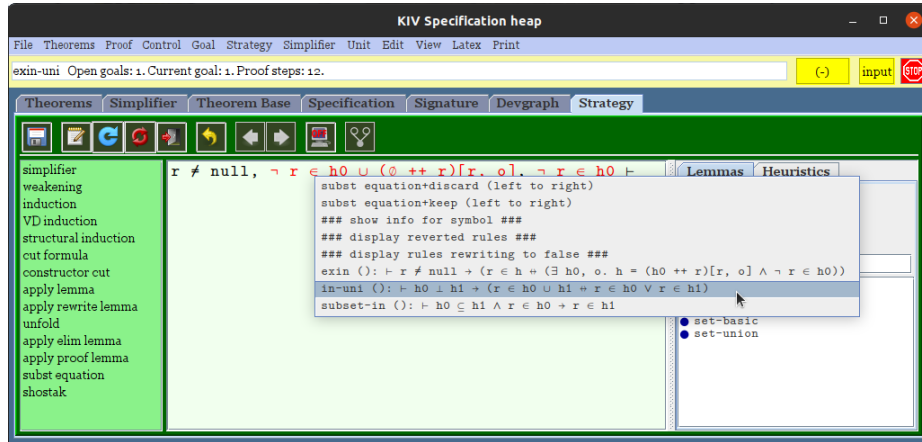 KIV Specification heap
File Theorems Proof Control Goal Strategy Simplifier Unit Edit View Latex Print
exin-uni Open goals: 1. Current goal: 1. Proof steps: 12.
(-)
input
STOP
Theorems Simplifier Theorem Base Specification Signature Devgraph Strategy
simplifier
weakening
induction
VD induction
structural induction
cut formula
constructor cut
apply lemma
apply rewrite lemma
unfold
apply elim lemma
apply proof lemma
subst equation
shostak
r ≠ null, ¬ r ∈ h0 ∪ (∅ ++ r)[r, o], ¬ r ∈ h0 ⊢
subst equation+discard (left to right)
subst equation+keep (left to right)
### show info for symbol ###
### display reverted rules ###
### display rules rewriting to false ###
exin (): ⊢ r ≠ null → (r ∈ h ↔ (∃ h0, o. h = (h0 ++ r)[r, o] ∧ ¬ r ∈ h0))
in-uni (): ⊢ h0 ⊥ h1 → (r ∈ h0 ∪ h1 ↔ r ∈ h0 ∨ r ∈ h1)
subset-in (): ⊢ h0 ⊆ h1 ∧ r ∈ h0 → r ∈ h1
Lemmas Heuristics
set-basic
set-union